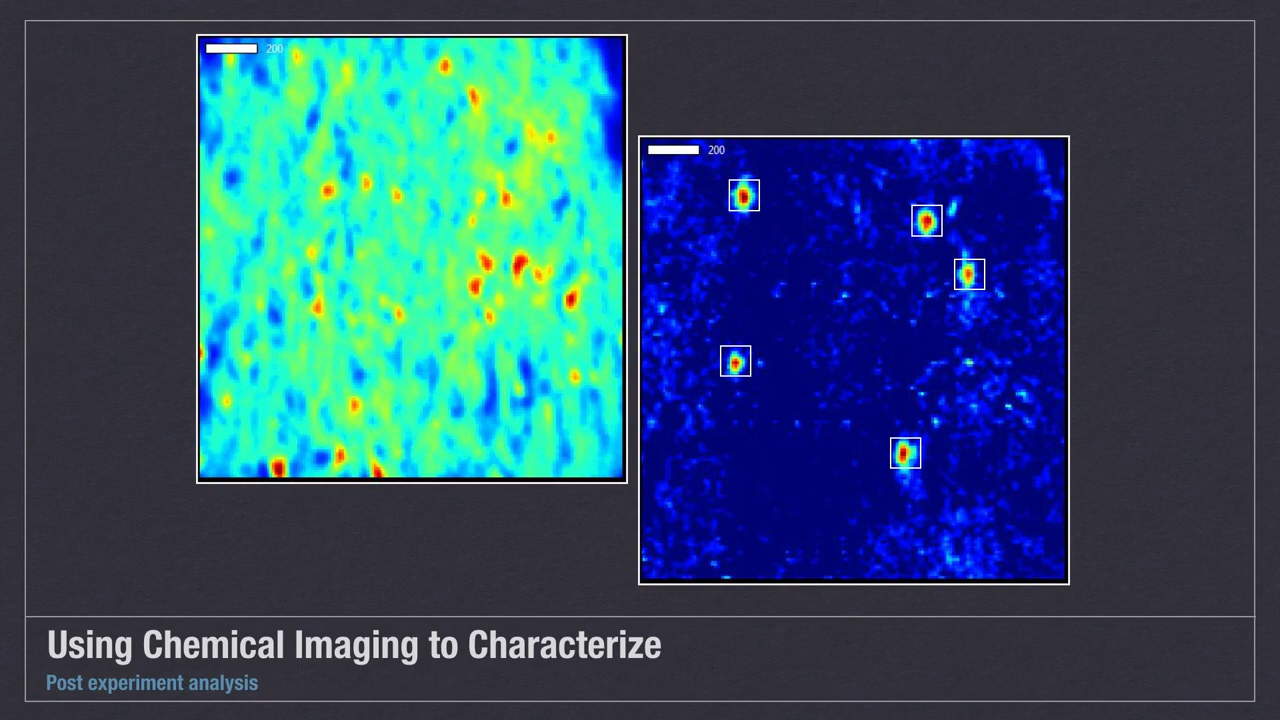 200
200
Using Chemical Imaging to Characterize
Post experiment analysis